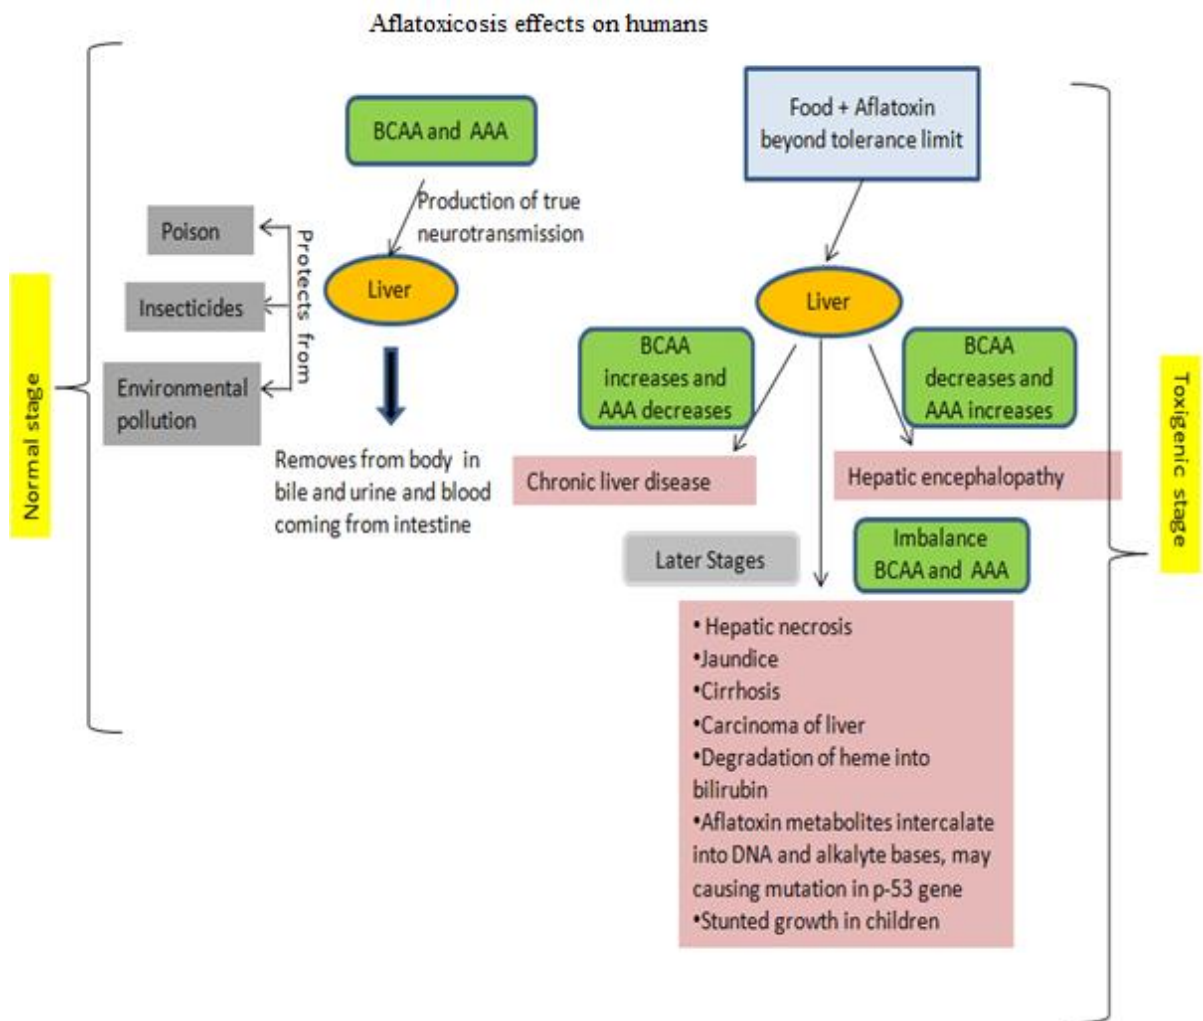 Aflatoxicosis effects on humans
Normal stage
BCAA and AAA
Production of true
neurotransmission
Liver
Protects from
Poison
Insecticides
Environmental
pollution
Removes from body in
bile and urine and blood
coming from intestine
Food + Aflatoxin
beyond tolerance limit
Liver
BCAA
increases and
AAA decreases
BCAA
decreases and
AAA increases
Chronic liver disease
Hepatic encephalopathy
Later Stages
Imbalance
BCAA and AAA
• Hepatic necrosis
•Jaundice
•Cirrhosis
•Carcinoma of liver
•Degradation of heme into
bilirubin
•Aflatoxin metabolites intercalate
into DNA and alkalyte bases, may
causing mutation in p-53 gene
•Stunted growth in children
Toxigenic stage